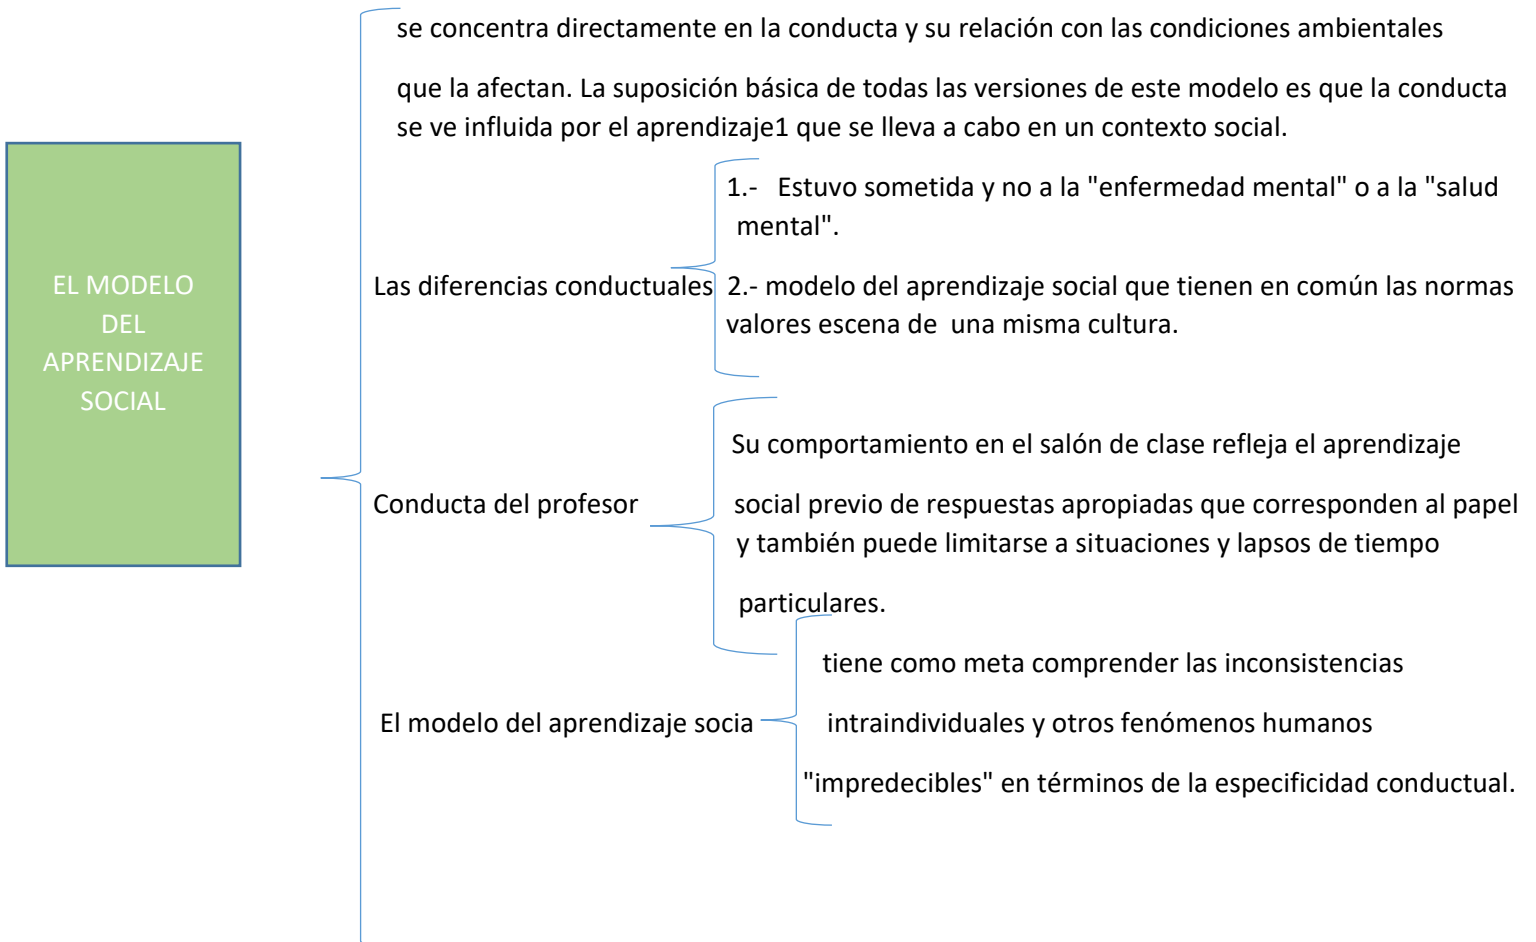 se concentra directamente en la conducta y su relación con las condiciones ambientales
que la afectan. La suposición básica de todas las versiones de este modelo es que la conducta
se ve influida por el aprendizaje1 que se lleva a cabo en un contexto social.
EL MODELO
DEL
APRENDIZAJE
SOCIAL
Las diferencias conductuales
1.- Estuvo sometida y no a la "enfermedad mental" o a la "salud
mental".
2.- modelo del aprendizaje social que tienen en común las normas
valores escena de una misma cultura.
Conducta del profesor
Su comportamiento en el salón de clase refleja el aprendizaje
social previo de respuestas apropiadas que corresponden al papel
y también puede limitarse a situaciones y lapsos de tiempo
particulares.
El modelo del aprendizaje socia
tiene como meta comprender las inconsistencias
intraindividuales y otros fenómenos humanos
"impredecibles" en términos de la especificidad conductual.